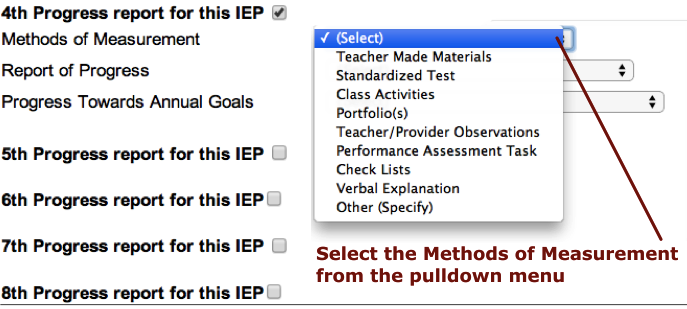 4th Progress report for this IEP
Methods of Measurement
(Select)
Teacher Made Materials
Standardized Test
Class Activities
Portfolio(s)
Teacher/Provider Observations
Performance Assessment Task
Check Lists
Verbal Explanation
Other (Specify)
Report of Progress
Progress Towards Annual Goals
5th Progress report for this IEP
6th Progress report for this IEP
7th Progress report for this IEP
8th Progress report for this IEP
Select the Methods of Measurement
from the pulldown menu